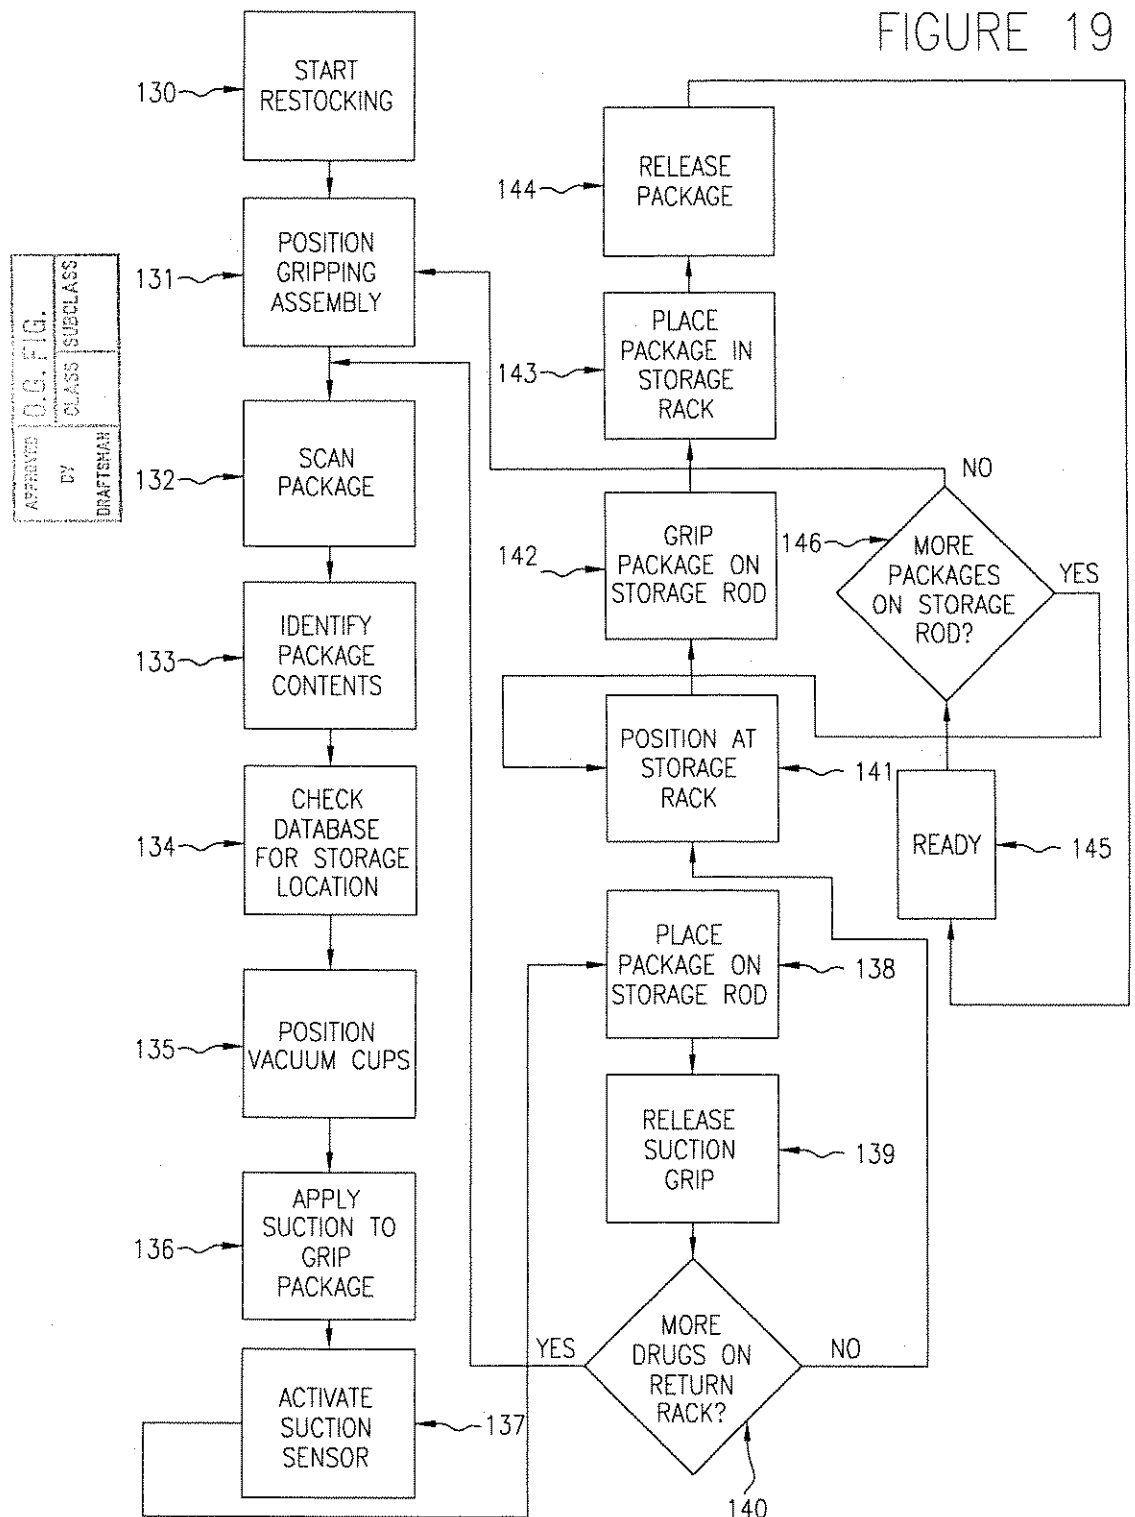 FIGURE 19
APPROVED
O.G. FIG.
BY
CLASS
SUBCLASS
DRAFTSMAN
130
START
RESTOCKING
131
POSITION
GRIPPING
ASSEMBLY
132
SCAN
PACKAGE
133
IDENTIFY
PACKAGE
CONTENTS
134
CHECK
DATABASE
FOR STORAGE
LOCATION
135
POSITION
VACUUM CUPS
136
APPLY
SUCTION TO
GRIP
PACKAGE
ACTIVATE
SUCTION
SENSOR
137
PLACE
PACKAGE ON
STORAGE ROD
138
RELEASE
SUCTION
GRIP
139
YES
MORE
DRUGS ON
RETURN
RACK?
NO
140
POSITION AT
STORAGE
RACK
141
142
GRIP
PACKAGE ON
STORAGE ROD
143
PLACE
PACKAGE IN
STORAGE
RACK
144
RELEASE
PACKAGE
READY
145
146
MORE
PACKAGES
ON STORAGE
ROD?
NO
YES